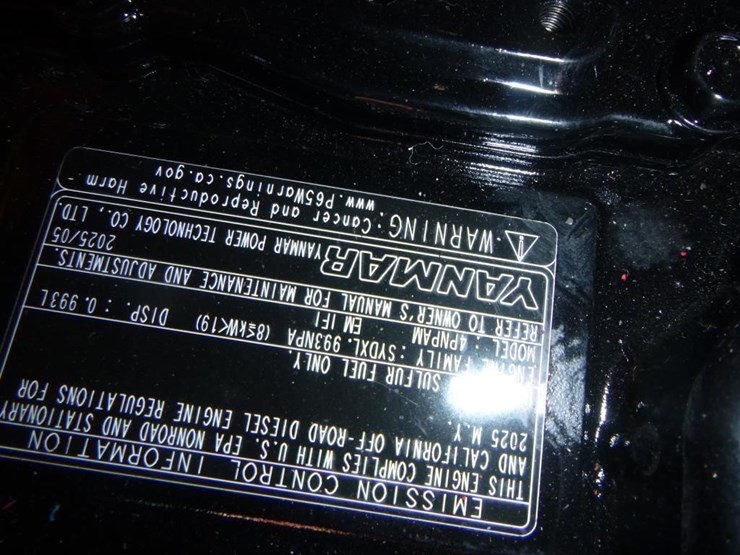 EMISSION CONTROL INFORMATION
THIS ENGINE COMPLIES WITH U.S. EPA NONROAD AND STATIONARY
AND CALIFORNIA OFF-ROAD DIESEL ENGINE REGULATIONS FOR
2025 M.Y.
SULFUR FUEL ONLY.
ENGINE FAMILY : SYDXL.993NPA (8≤kW<19) DISP. : 0.993L
MODEL : 4PNPAM EM IFI
REFER TO OWNER'S MANUAL FOR MAINTENANCE AND ADJUSTMENTS.
2025/05
YANMAR YANMAR POWER TECHNOLOGY CO., LTD.
WARNING: Cancer and Reproductive Harm -
www.P65Warnings.ca.gov